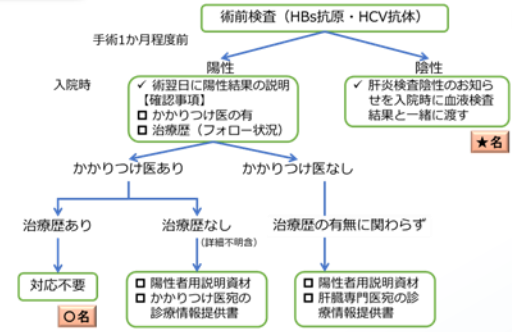 術前検査（HBs抗原・HCV抗体）
手術1か月程度前
陽性
陰性
入院時
✓ 術翌日に陽性結果の説明
【確認事項】
□ かかりつけ医の有
□ 治療歴（フォロー状況）
✓ 肝炎検査陰性のお知ら
せを入院時に血液検査
結果と一緒に渡す
★名
かかりつけ医あり
かかりつけ医なし
治療歴あり
治療歴なし
（詳細不明含）
治療歴の有無に関わらず
対応不要
〇名
□ 陽性者用説明資材
□ かかりつけ医宛の
診療情報提供書
□ 陽性者用説明資材
□ 肝臓専門医宛の診
療情報提供書